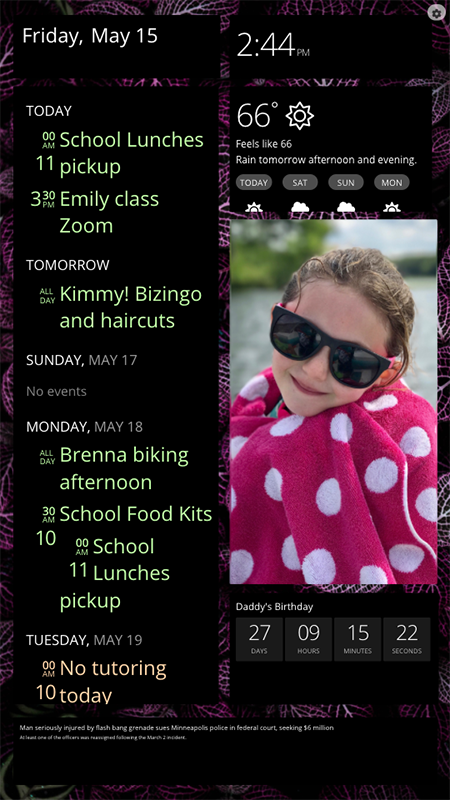 Friday, May 15
2:44 PM
TODAY
11 00 AM School Lunches
pickup
3 30 PM Emily class
Zoom
TOMORROW
ALL DAY Kimmy! Bizingo
and haircuts
SUNDAY, MAY 17
No events
MONDAY, MAY 18
ALL DAY Brenna biking
afternoon
10 30 AM School Food Kits
11 00 AM School
Lunches
pickup
TUESDAY, MAY 19
10 00 AM No tutoring
today
66°
Feels like 66
Rain tomorrow afternoon and evening.
TODAY SAT SUN MON
Daddy's Birthday
27 09 15 22
DAYS HOURS MINUTES SECONDS
Man seriously injured by flash bang grenade sues Minneapolis police in federal court, seeking $6 million
At least one of the officers was reassigned following the March 2 incident.